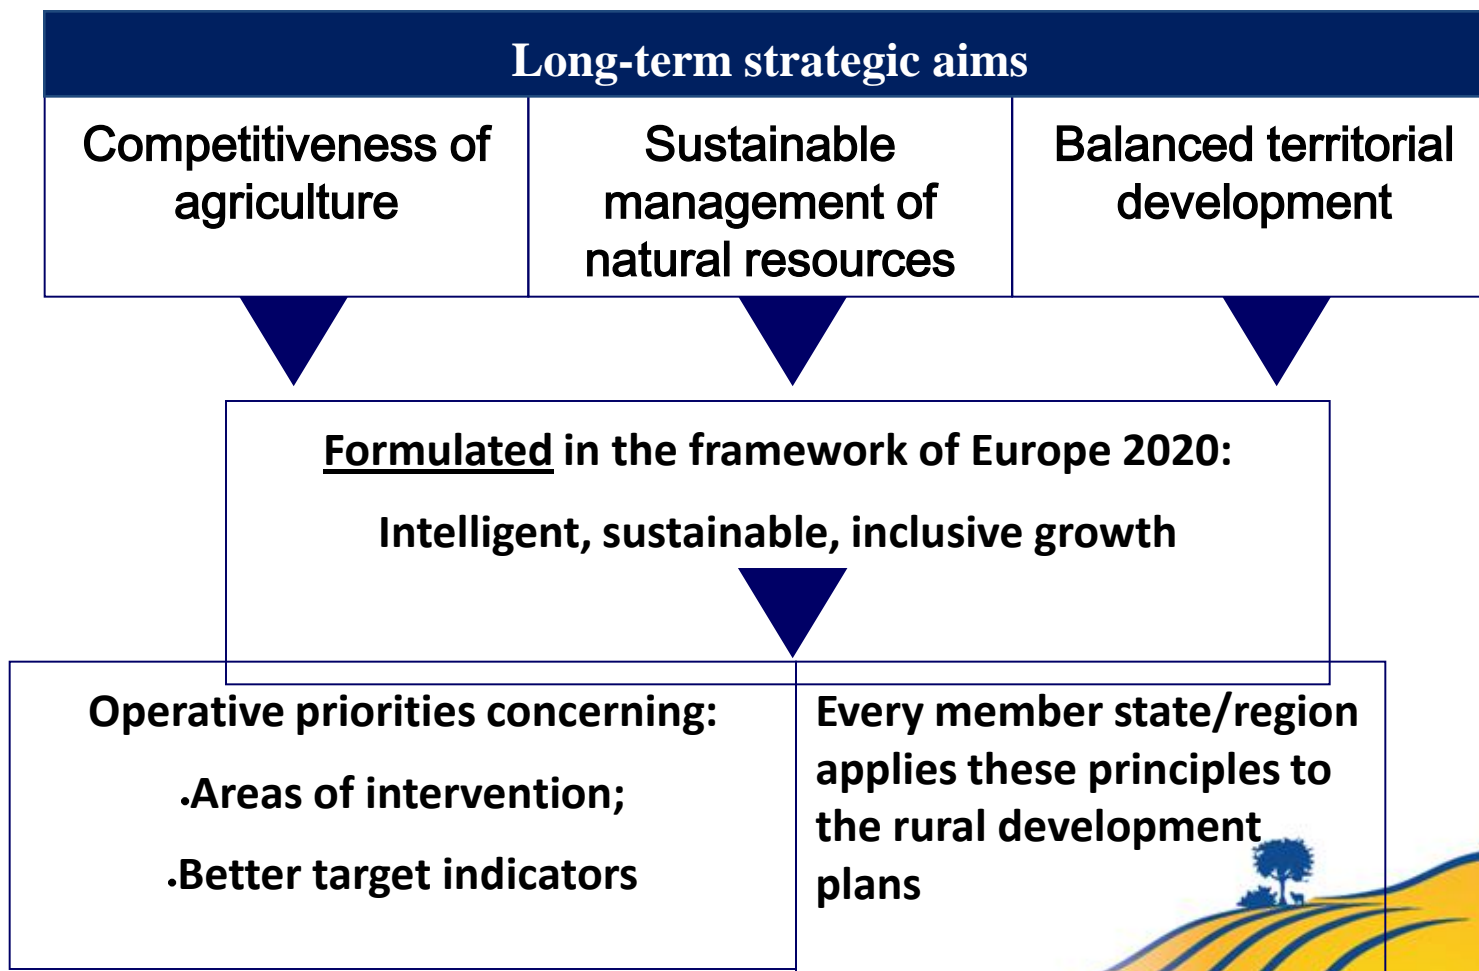 Long-term strategic aims
Competitiveness of
agriculture
Sustainable
management of
natural resources
Balanced territorial
development
Formulated in the framework of Europe 2020:
Intelligent, sustainable, inclusive growth
Operative priorities concerning:
•Areas of intervention;
•Better target indicators
Every member state/region
applies these principles to
the rural development
plans